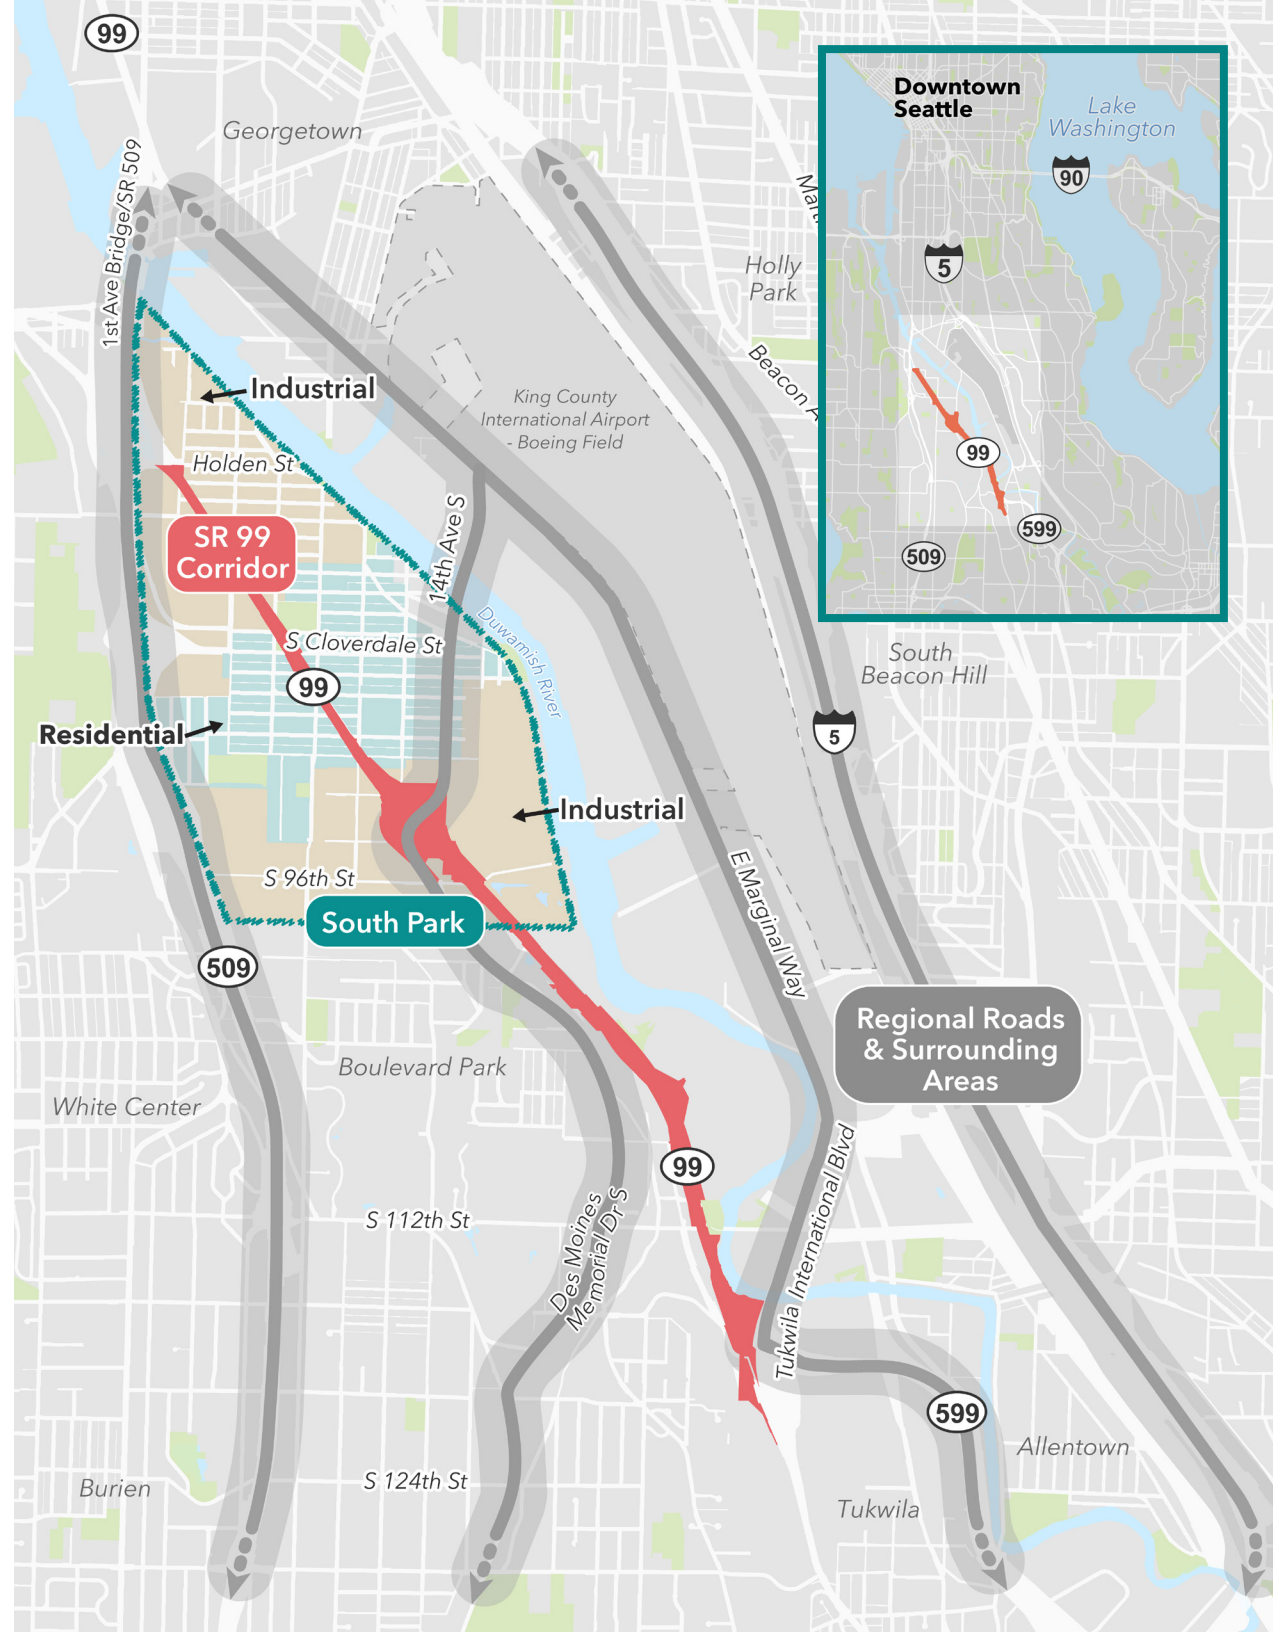 99
Georgetown
1st Ave Bridge/SR 509
Downtown
Seattle
Lake
Washington
90
5
99
599
509
Holly
Park
Beacon A
Industrial
King County
International Airport
- Boeing Field
Holden St
14th Ave S
SR 99
Corridor
Duwamish River
S Cloverdale St
99
South
Beacon Hill
Residential
5
Industrial
S 96th St
E Marginal Way
South Park
509
Regional Roads
& Surrounding
Areas
Boulevard Park
White Center
99
Tukwila International Blvd
S 112th St
Des Moines
Memorial Dr S
599
Allentown
S 124th St
Burien
Tukwila